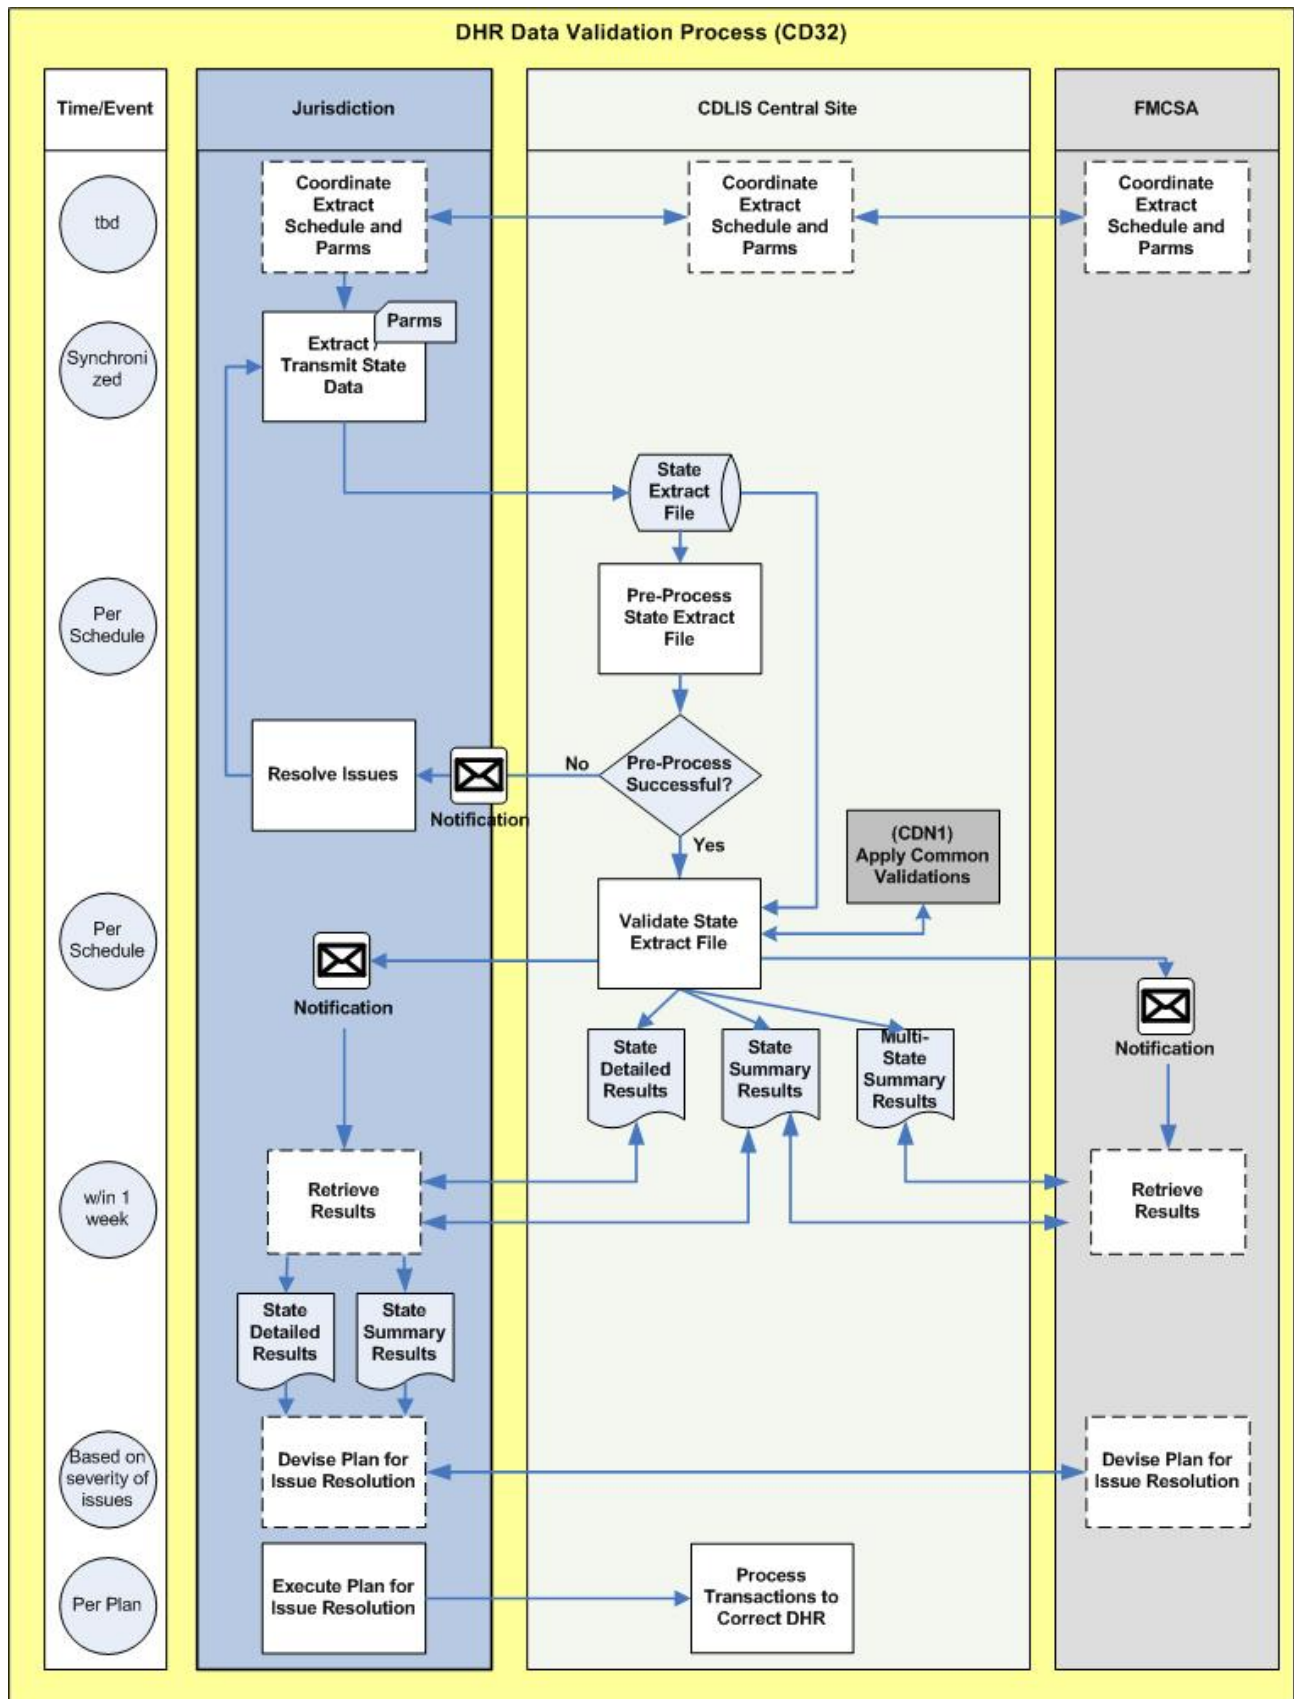 DHR Data Validation Process (CD32)
Time/Event
Jurisdiction
CDLIS Central Site
FMCSA
tbd
Coordinate
Extract
Schedule and
Parms
Coordinate
Extract
Schedule and
Parms
Coordinate
Extract
Schedule and
Parms
Synchroni
zed
Parms
Extract /
Transmit State
Data
State
Extract
File
Per
Schedule
Pre-Process
State Extract
File
Resolve Issues
Notification
No
Pre-Process
Successful?
Yes
(CDN1)
Apply Common
Validations
Per
Schedule
Validate State
Extract File
Notification
Notification
State
Detailed
Results
State
Summary
Results
Multi-
State
Summary
Results
w/in 1
week
Retrieve
Results
Retrieve
Results
State
Detailed
Results
State
Summary
Results
Based on
severity of
issues
Devise Plan for
Issue Resolution
Devise Plan for
Issue Resolution
Per Plan
Execute Plan for
Issue Resolution
Process
Transactions to
Correct DHR